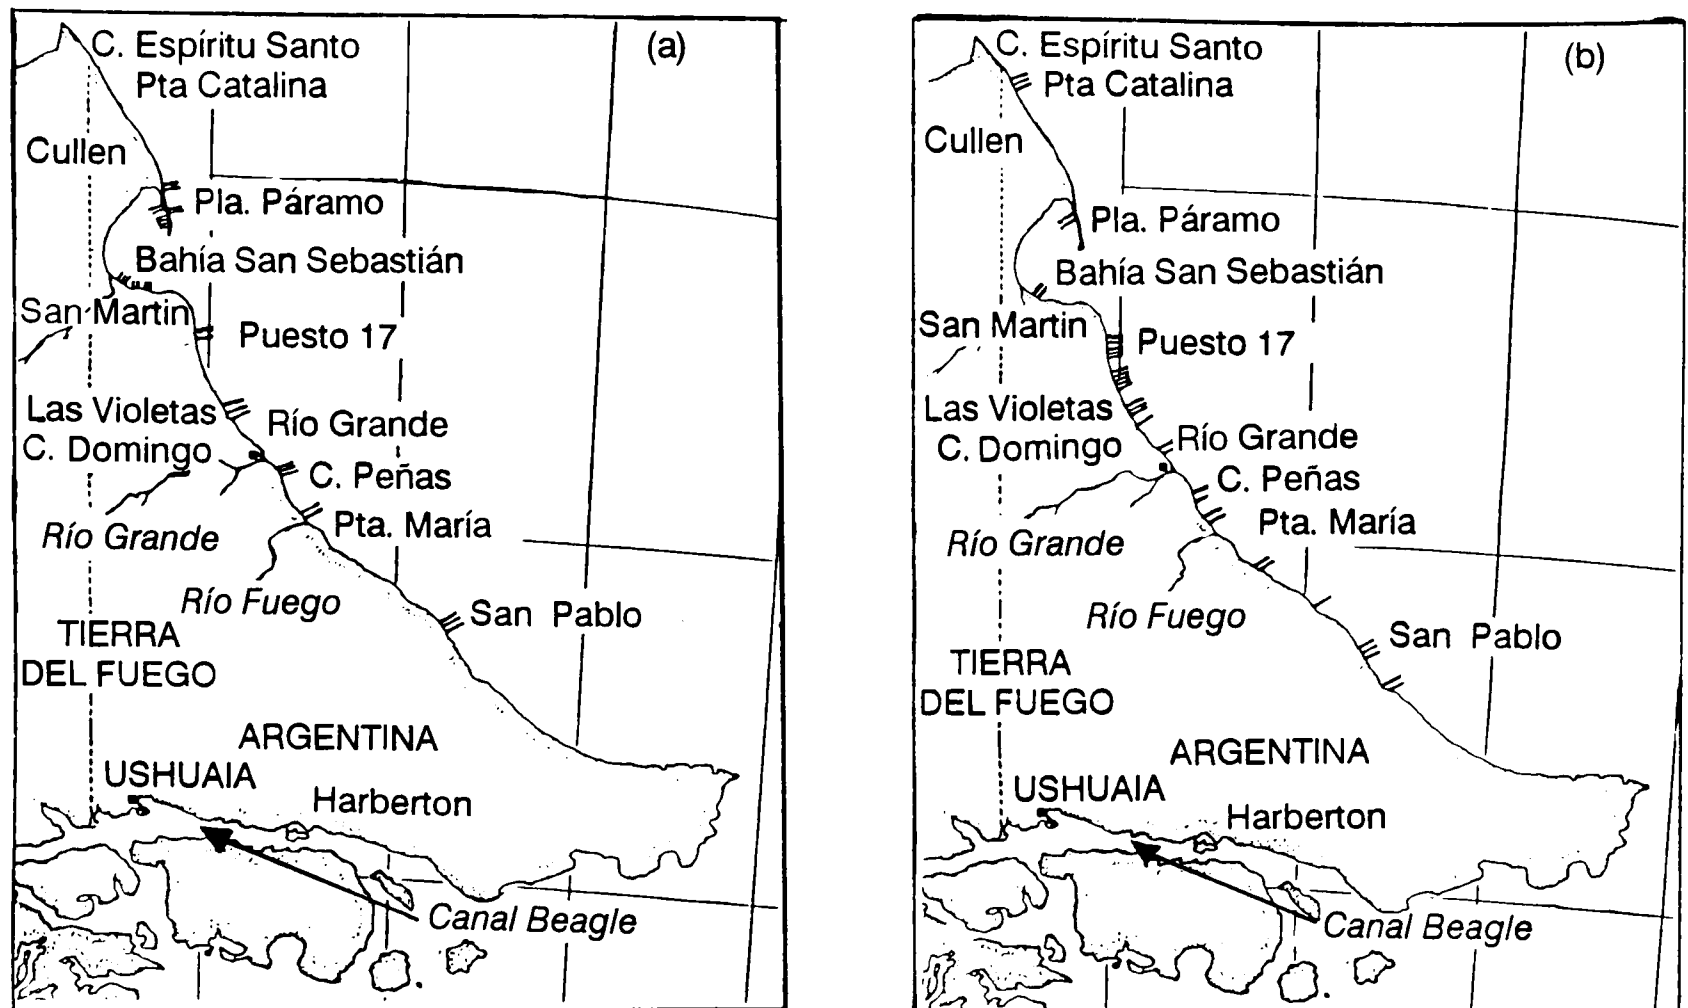 (a)
C. Espíritu Santo
Pta Catalina
Cullen
Pla. Páramo
Bahía San Sebastián
San Martin
Puesto 17
Las Violetas
Río Grande
C. Domingo
C. Peñas
Río Grande
Pta. María
Río Fuego
San Pablo
TIERRA
DEL FUEGO
ARGENTINA
USHUAIA
Harberton
Canal Beagle
(b)
C. Espíritu Santo
Pta Catalina
Cullen
Pla. Páramo
Bahía San Sebastián
San Martin
Puesto 17
Las Violetas
Río Grande
C. Domingo
C. Peñas
Río Grande
Pta. María
Río Fuego
San Pablo
TIERRA
DEL FUEGO
ARGENTINA
USHUAIA
Harberton
Canal Beagle